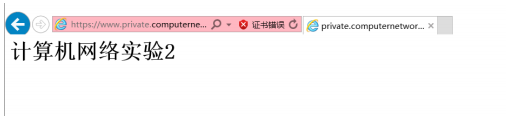 https://www.private.computerne... 证书错误 private.computernetwor...
计算机网络实验2